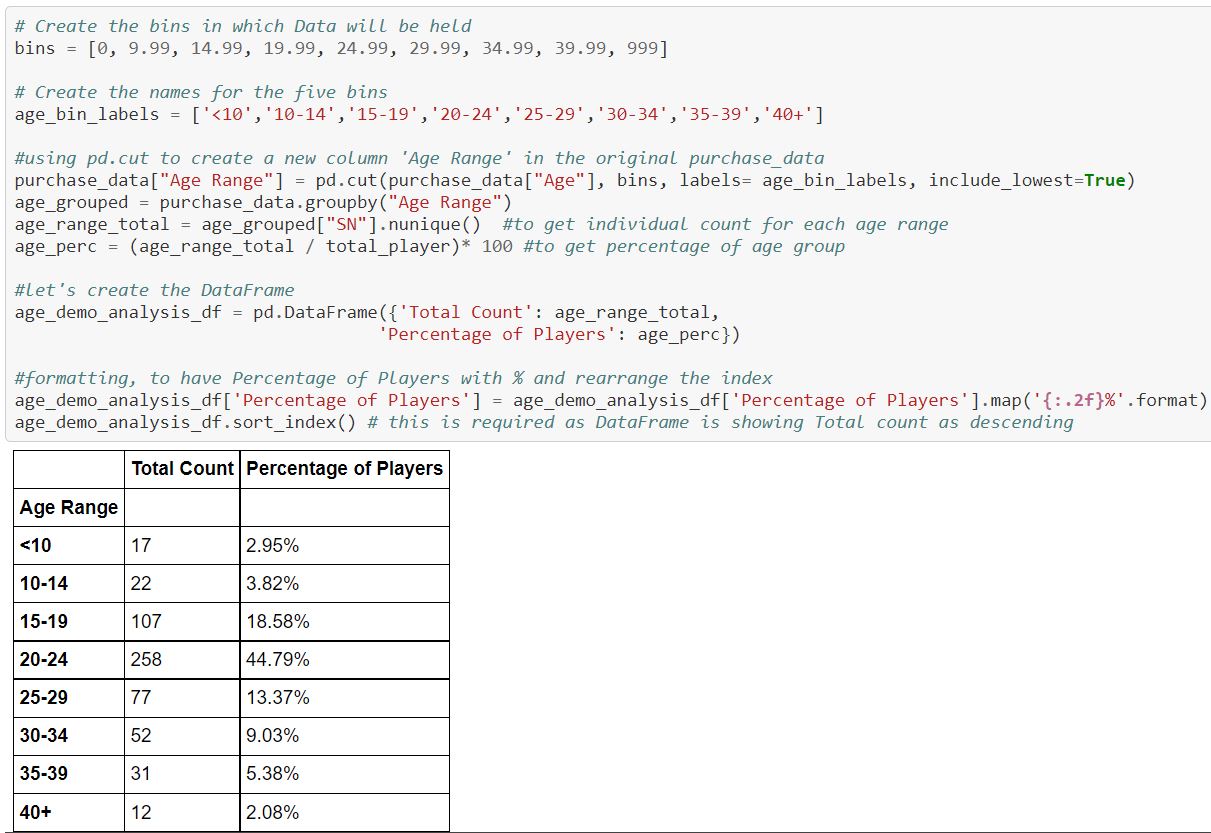 # Create the bins in which Data will be held
bins = [0, 9.99, 14.99, 19.99, 24.99, 29.99, 34.99, 39.99, 999]
# Create the names for the five bins
age_bin_labels = ['<10','10-14','15-19','20-24','25-29','30-34','35-39','40+']
#using pd.cut to create a new column 'Age Range' in the original purchase_data
purchase_data["Age Range"] = pd.cut(purchase_data["Age"], bins, labels= age_bin_labels, include_lowest=True)
age_grouped = purchase_data.groupby("Age Range")
age_range_total = age_grouped["SN"].nunique()  #to get individual count for each age range
age_perc = (age_range_total / total_player)* 100 #to get percentage of age group
#let's create the DataFrame
age_demo_analysis_df = pd.DataFrame({'Total Count': age_range_total,
'Percentage of Players': age_perc})
#formatting, to have Percentage of Players with % and rearrange the index
age_demo_analysis_df['Percentage of Players'] = age_demo_analysis_df['Percentage of Players'].map('{:.2f}%'.format)
age_demo_analysis_df.sort_index() # this is required as DataFrame is showing Total count as descending
Total Count Percentage of Players
Age Range
<10 17 2.95%
10-14 22 3.82%
15-19 107 18.58%
20-24 258 44.79%
25-29 77 13.37%
30-34 52 9.03%
35-39 31 5.38%
40+ 12 2.08%